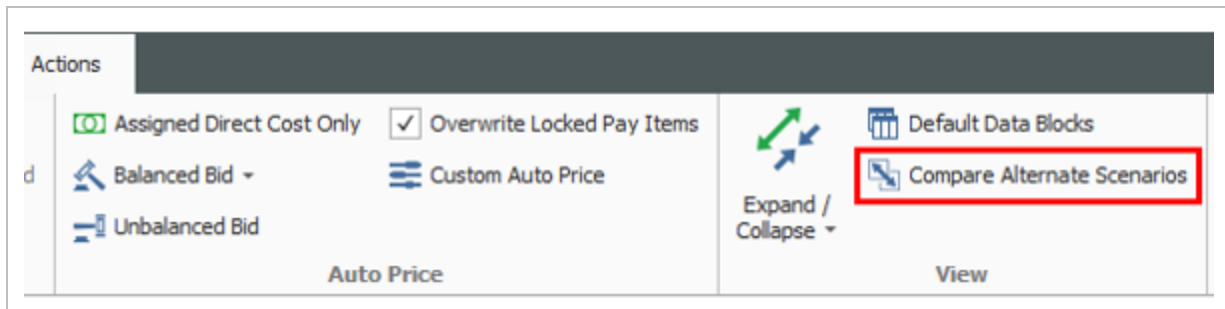 Actions
d
Assigned Direct Cost Only
Overwrite Locked Pay Items
Balanced Bid
Custom Auto Price
Unbalanced Bid
Auto Price
Expand /
Collapse
Default Data Blocks
Compare Alternate Scenarios
View